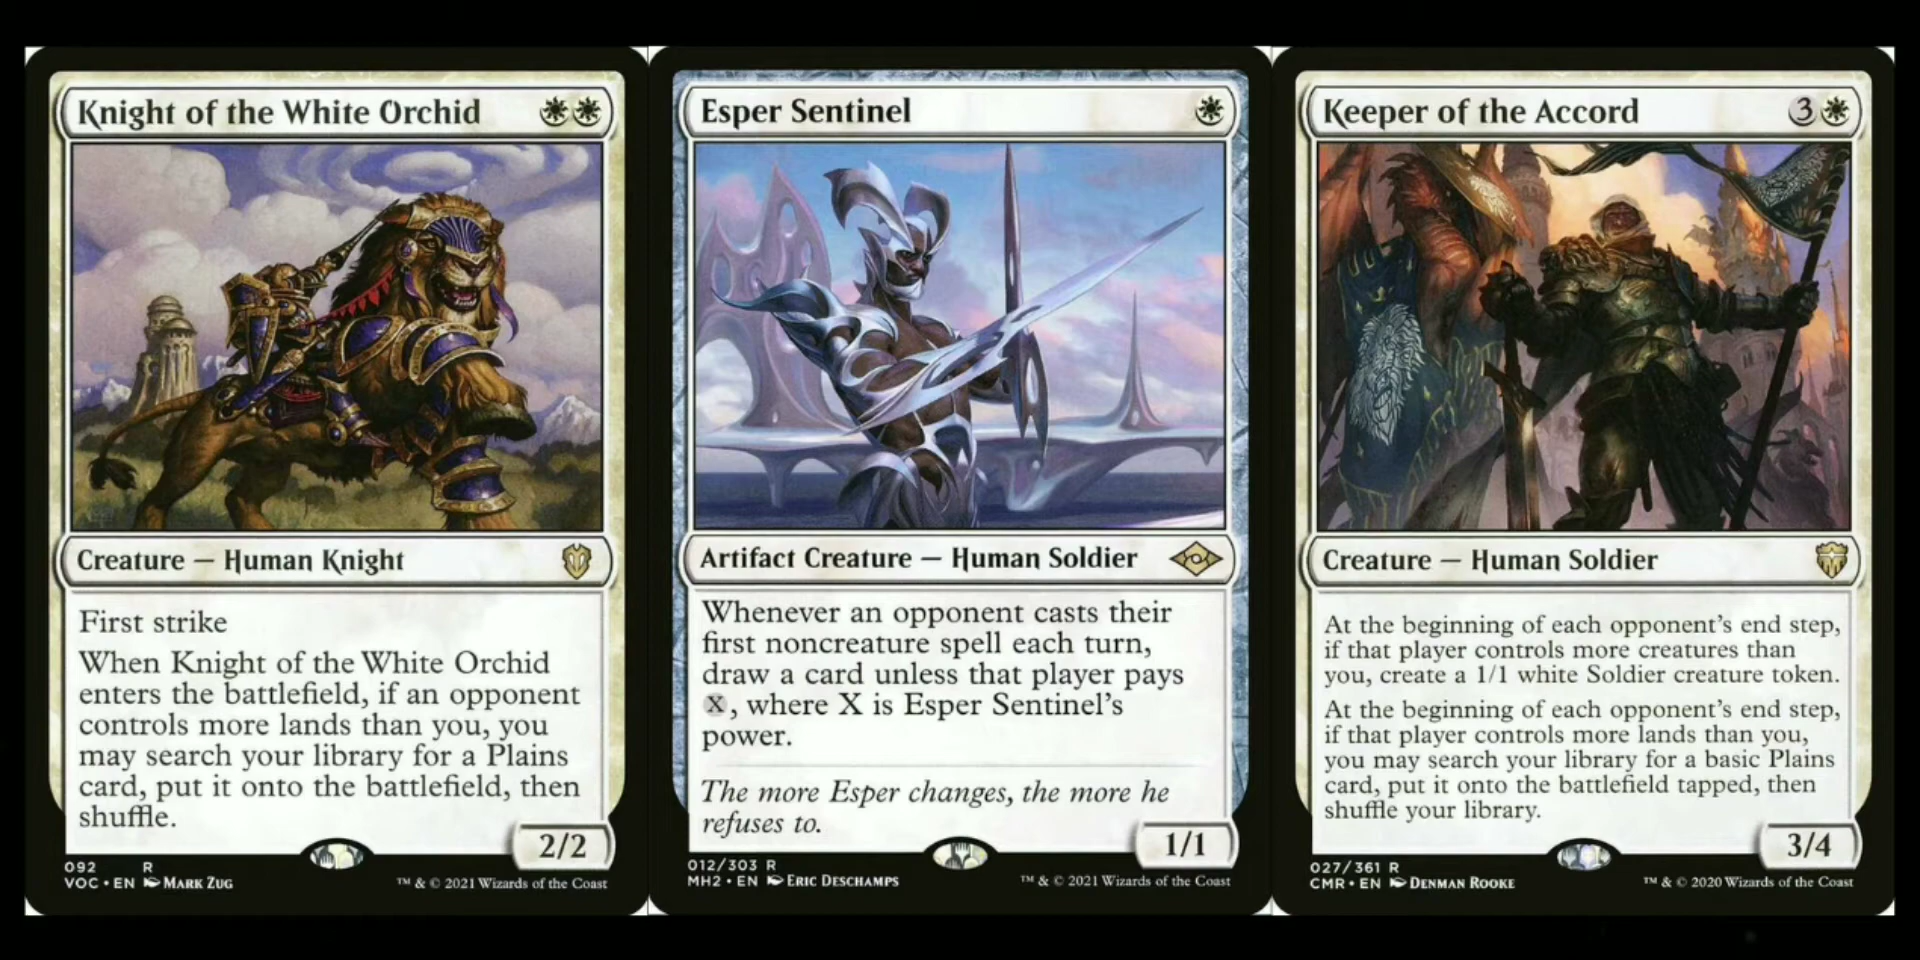 Knight of the White Orchid
Creature — Human Knight
First strike
When Knight of the White Orchid
enters the battlefield, if an opponent
controls more lands than you, you
may search your library for a Plains
card, put it onto the battlefield, then
shuffle.
2/2
092 R
VOC • EN Mark Zug
™ & © 2021 Wizards of the Coast
Esper Sentinel
Artifact Creature — Human Soldier
Whenever an opponent casts their
first noncreature spell each turn,
draw a card unless that player pays
X, where X is Esper Sentinel's
power.
The more Esper changes, the more he
refuses to.
1/1
012/303 R
MH2 • EN Eric Deschamps
™ & © 2021 Wizards of the Coast
Keeper of the Accord
3
Creature — Human Soldier
At the beginning of each opponent's end step,
if that player controls more creatures than
you, create a 1/1 white Soldier creature token.
At the beginning of each opponent's end step,
if that player controls more lands than you,
you may search your library for a basic Plains
card, put it onto the battlefield tapped, then
shuffle your library.
3/4
027/361 R
CMR • EN Denman Rooke
™ & © 2020 Wizards of the Coast